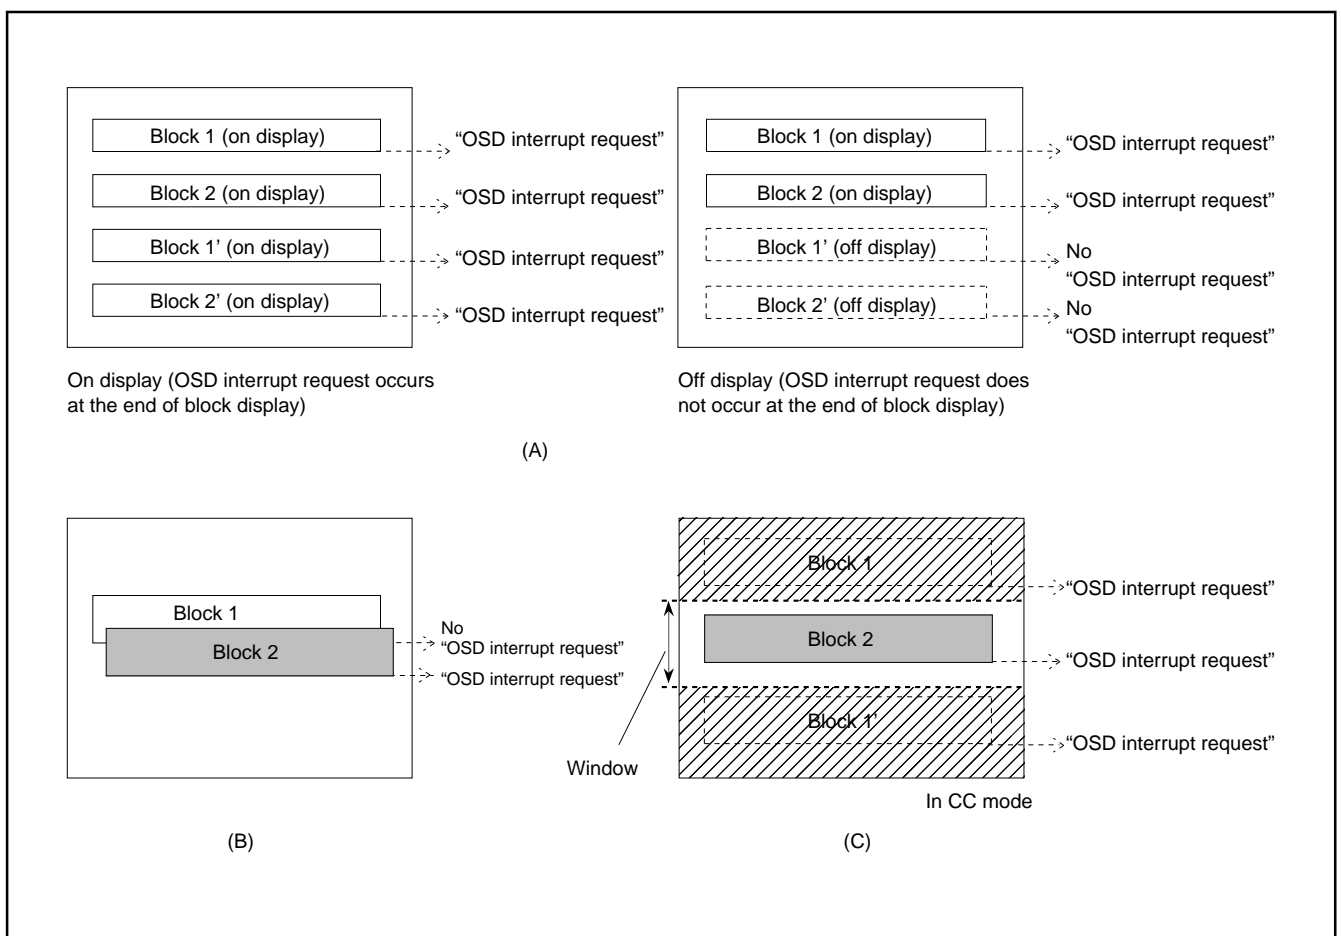 Block 1 (on display)
“OSD interrupt request”
Block 2 (on display)
“OSD interrupt request”
Block 1’ (on display)
“OSD interrupt request”
Block 2’ (on display)
“OSD interrupt request”
On display (OSD interrupt request occurs
at the end of block display)
Block 1 (on display)
“OSD interrupt request”
Block 2 (on display)
“OSD interrupt request”
Block 1’ (off display)
No
“OSD interrupt request”
Block 2’ (off display)
No
“OSD interrupt request”
Off display (OSD interrupt request does
not occur at the end of block display)
(A)
Block 1
Block 2
No
“OSD interrupt request”
“OSD interrupt request”
(B)
Block 1
“OSD interrupt request”
Block 2
“OSD interrupt request”
Block 1’
“OSD interrupt request”
Window
In CC mode
(C)